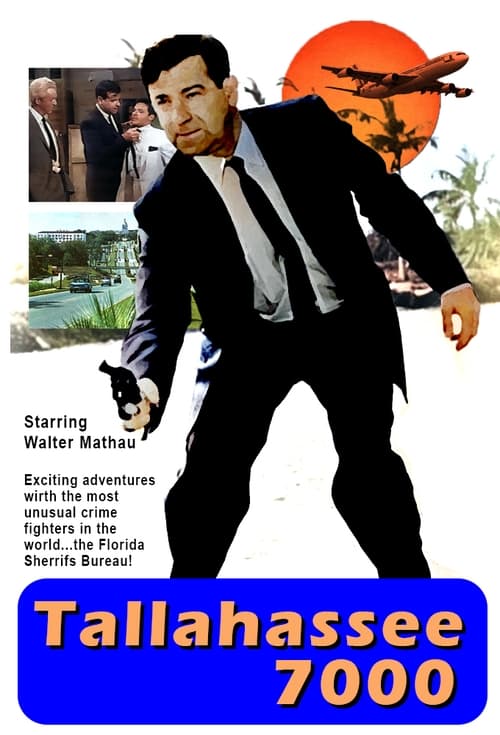 Starring
Walter Mathau
Exciting adventures
wirth the most
unusual crime
fighters in the
world...the Florida
Sherrifs Bureau!
Tallahassee
7000